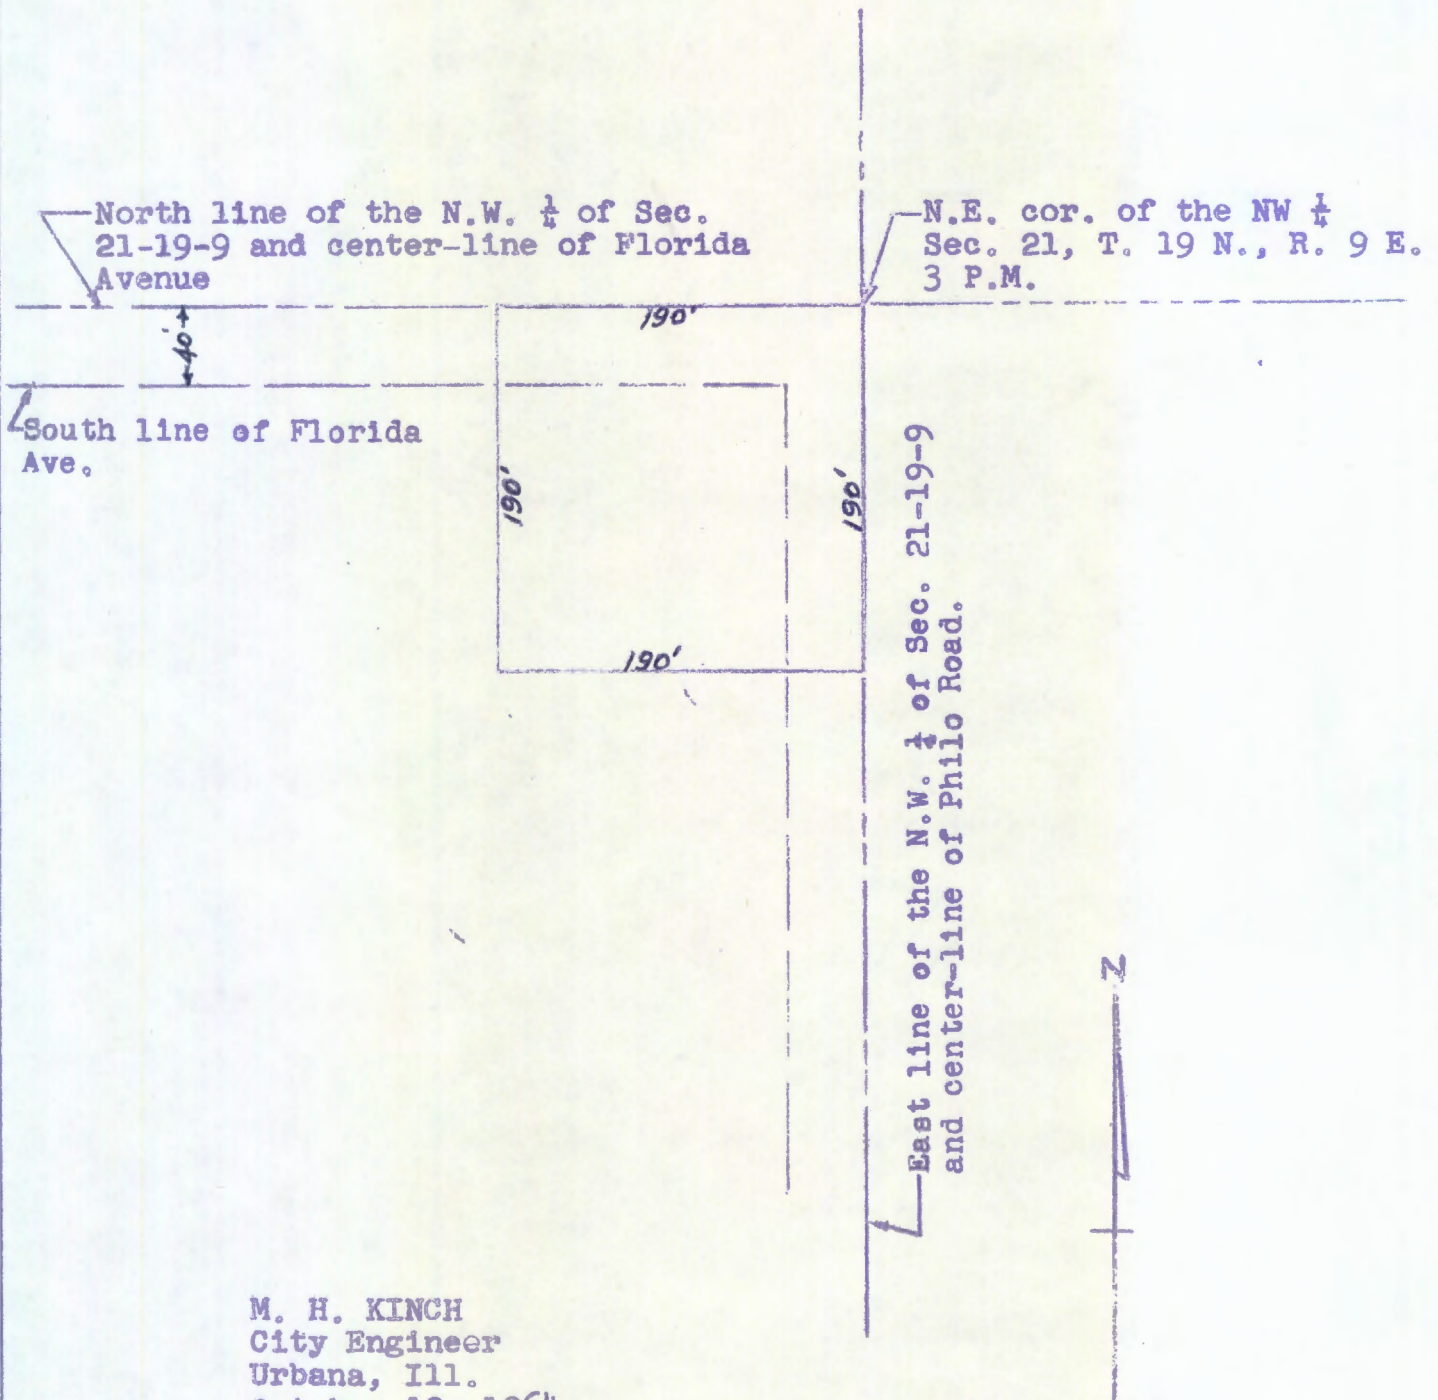 North line of the N.W. ¼ of Sec.
21-19-9 and center-line of Florida
Avenue
N.E. cor. of the NW ¼
Sec. 21, T. 19 N., R. 9 E.
3 P.M.
190'
40'
South line of Florida
Ave.
190'
190'
190'
East line of the N.W. ¼ of Sec. 21-19-9
and center-line of Philo Road.
N
M. H. KINCH
City Engineer
Urbana, Ill.